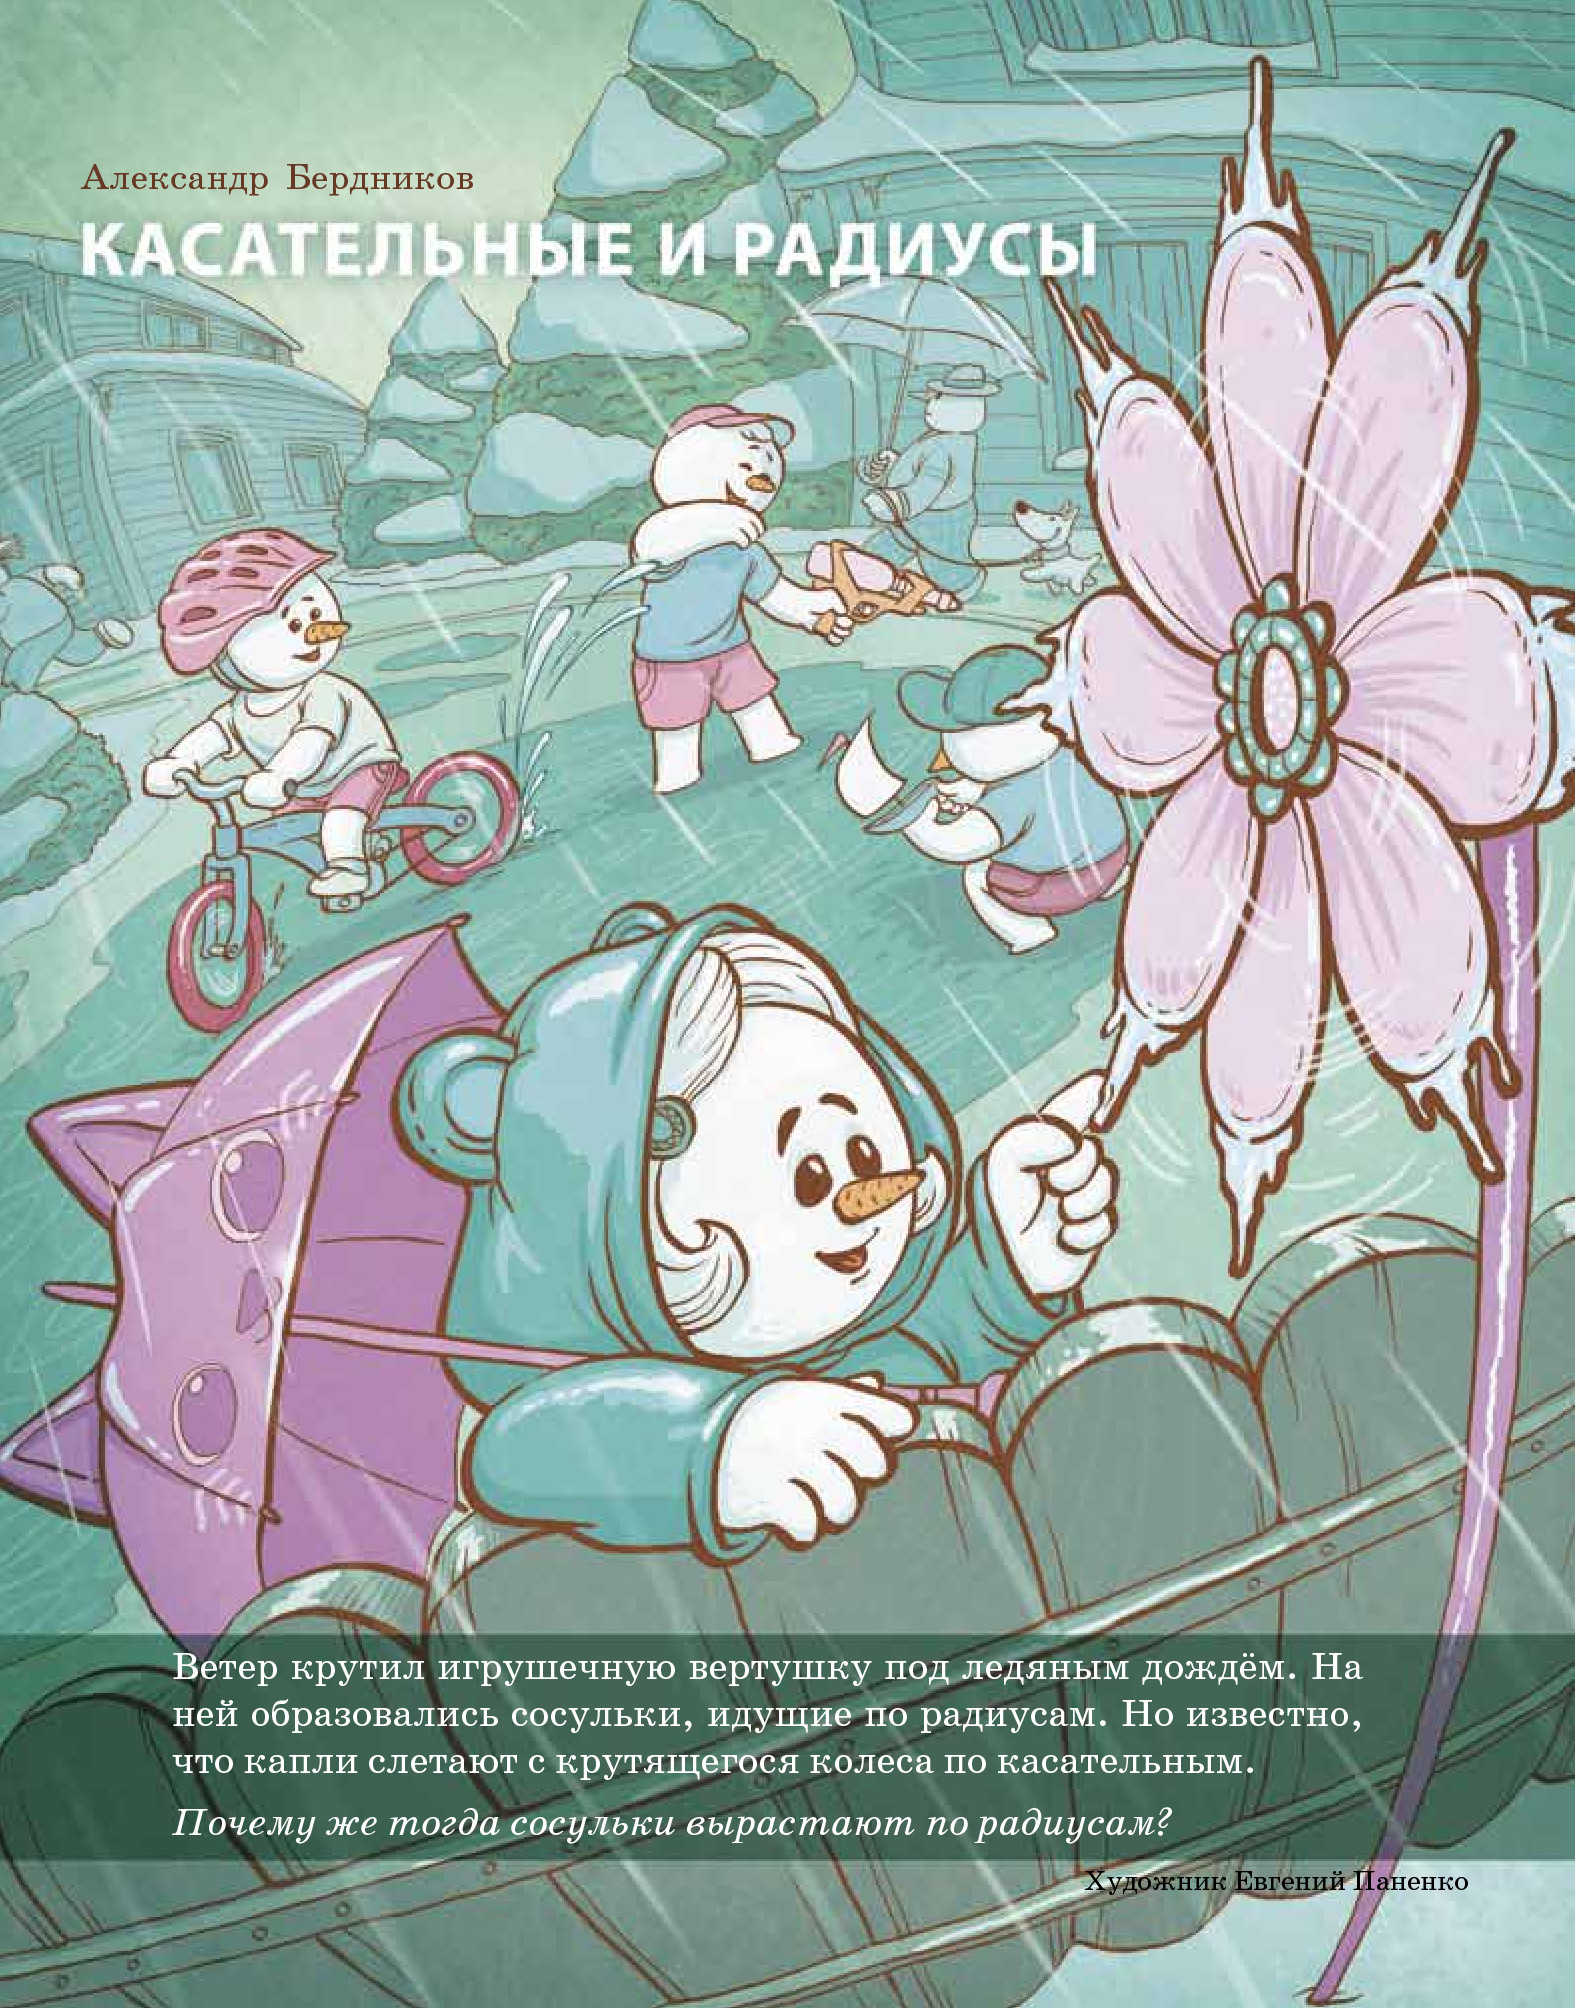 Александр Бердников
КАСАТЕЛЬНЫЕ И РАДИУСЫ
Ветер крутил игрушечную вертушку под ледяным дождём. На
ней образовались сосульки, идущие по радиусам. Но известно,
что капли слетают с крутящегося колеса по касательным.
Почему же тогда сосульки вырастают по радиусам?
Художник Евгений Паненко